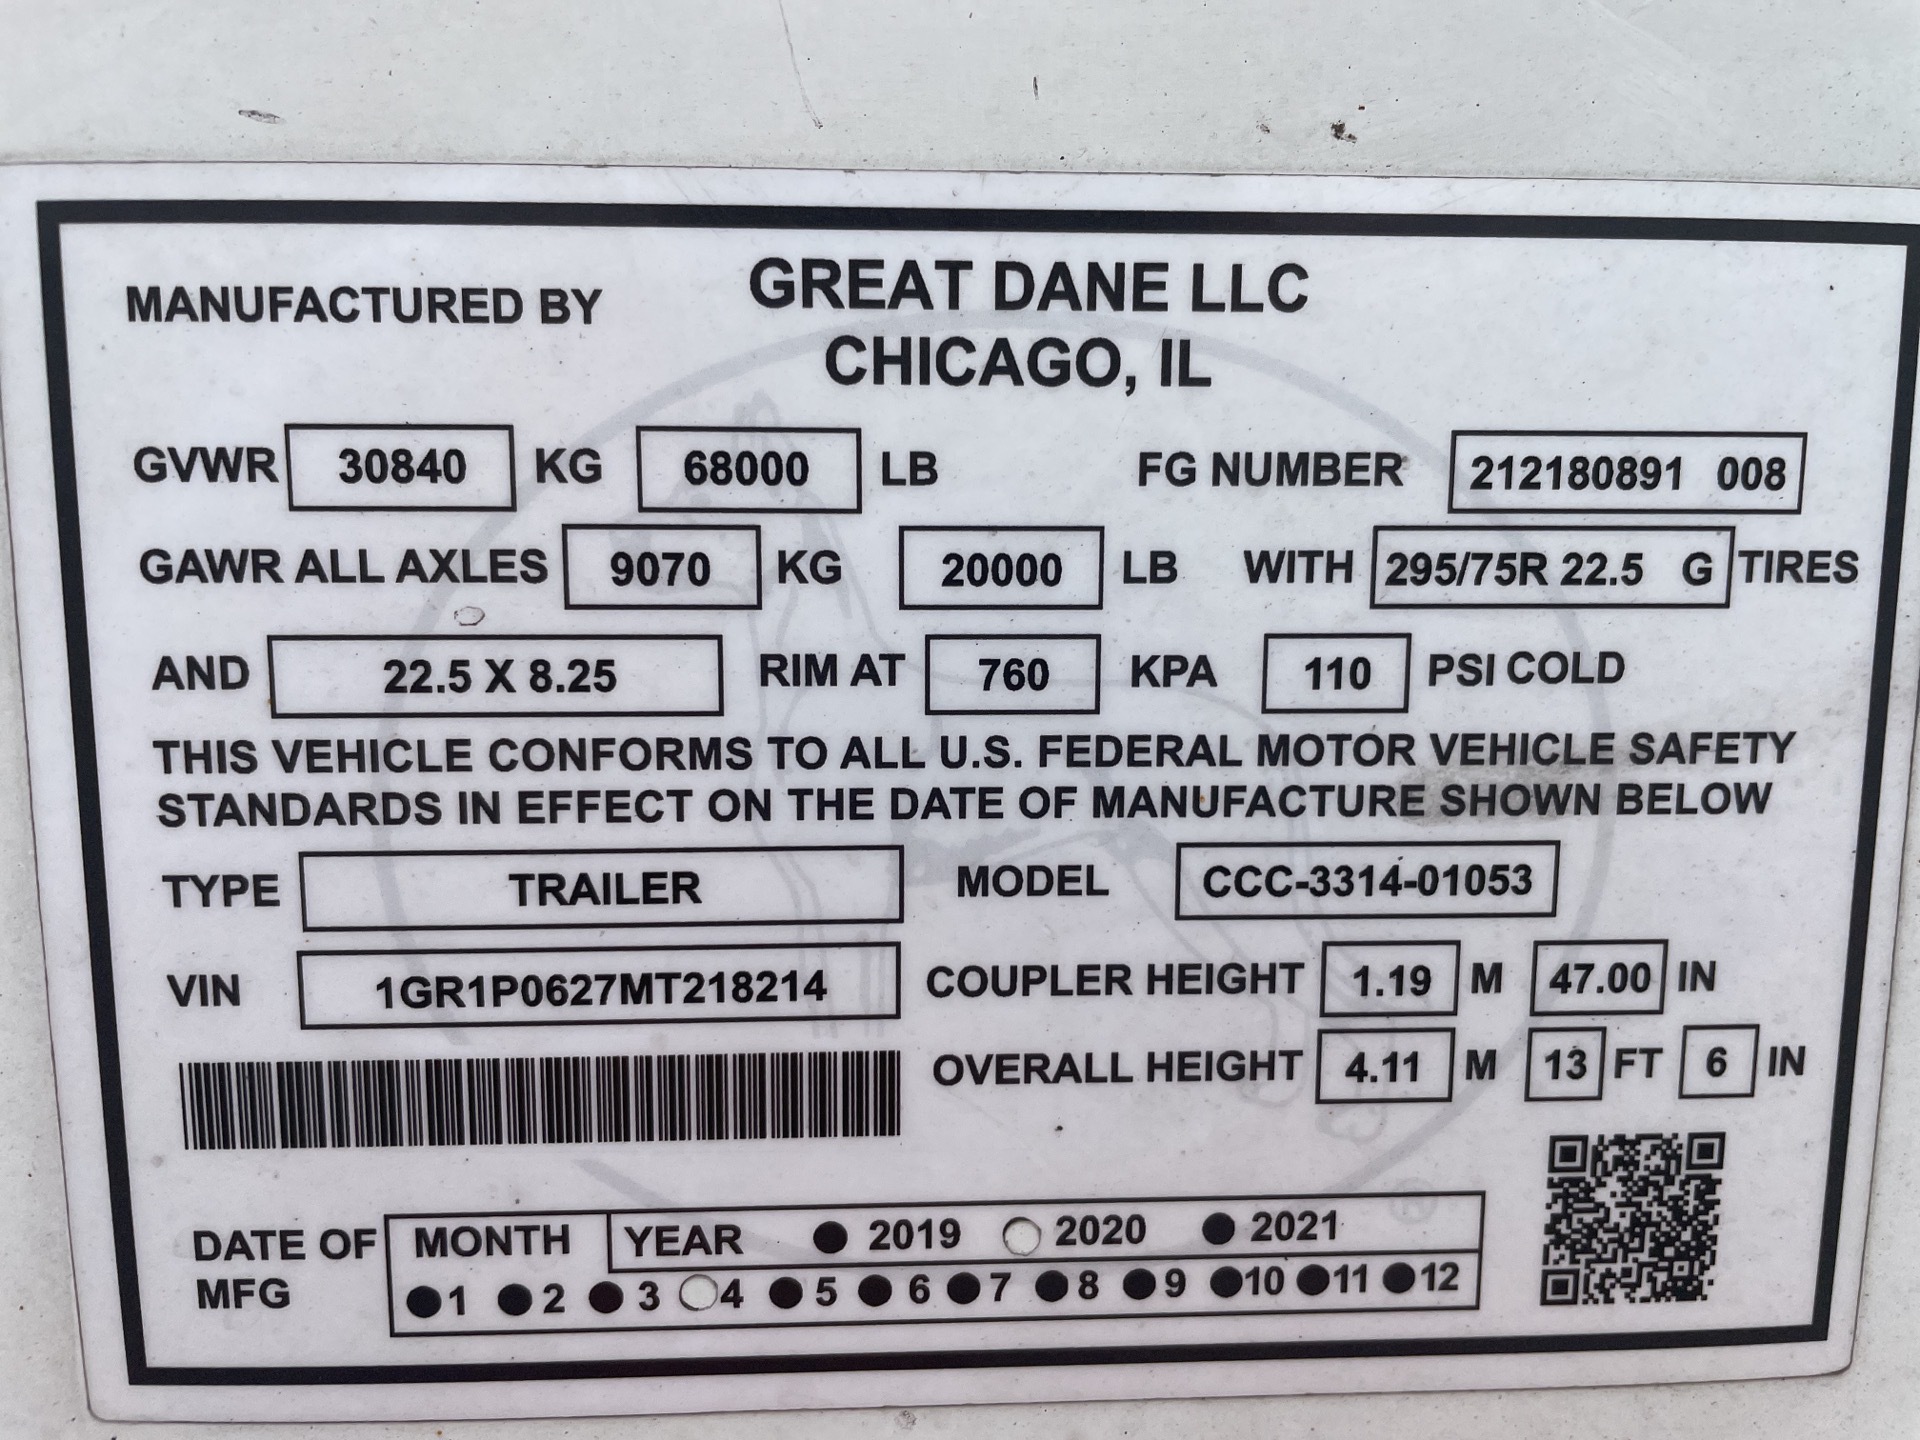 MANUFACTURED BY GREAT DANE LLC
CHICAGO, IL
GVWR 30840 KG 68000 LB FG NUMBER 212180891 008
GAWR ALL AXLES 9070 KG 20000 LB WITH 295/75R 22.5 G TIRES
AND 22.5 X 8.25 RIM AT 760 KPA 110 PSI COLD
THIS VEHICLE CONFORMS TO ALL U.S. FEDERAL MOTOR VEHICLE SAFETY
STANDARDS IN EFFECT ON THE DATE OF MANUFACTURE SHOWN BELOW
TYPE TRAILER MODEL CCC-3314-01053
VIN 1GR1P0627MT218214 COUPLER HEIGHT 1.19 M 47.00 IN
OVERALL HEIGHT 4.11 M 13 FT 6 IN
DATE OF MONTH YEAR 2019 2020 2021
MFG 1 2 3 4 5 6 7 8 9 10 11 12
®